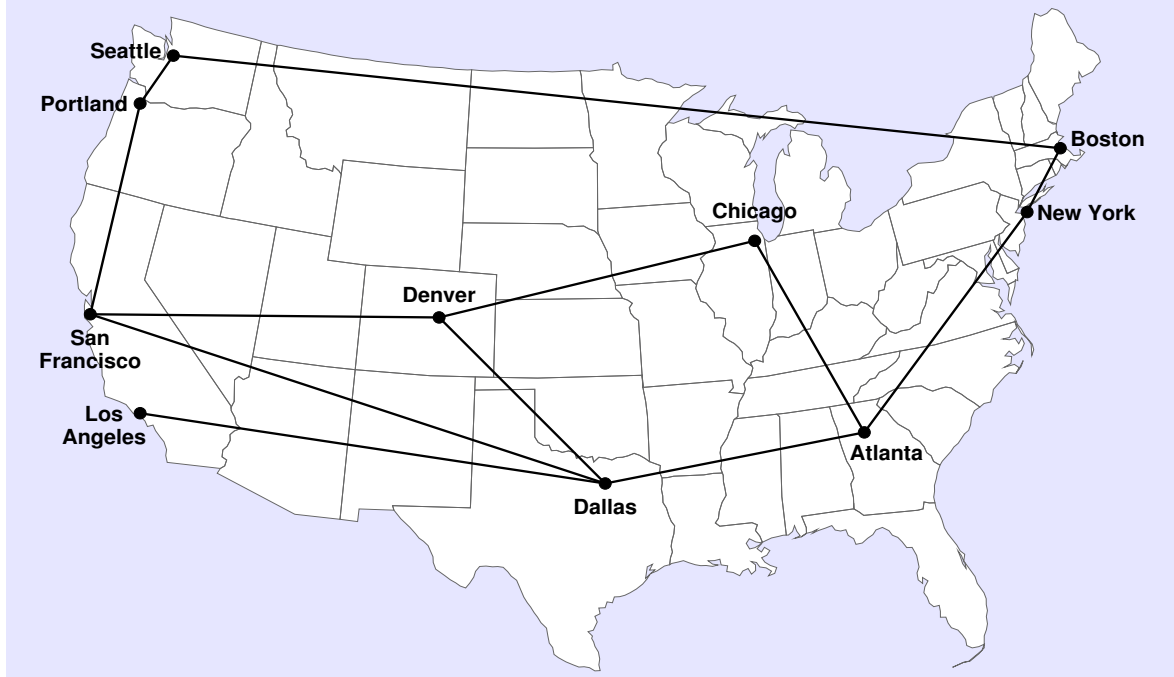 Seattle
Portland
Boston
New York
Chicago
Denver
San
Francisco
Los
Angeles
Atlanta
Dallas